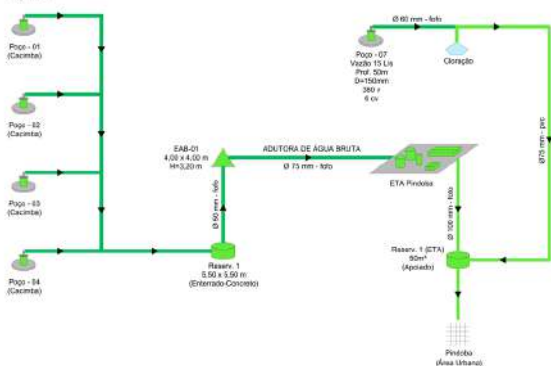 Poço - 01
(Cacimba)
Poço - 02
(Cacimba)
Poço - 03
(Cacimba)
Poço - 04
(Cacimba)
Reserv. 1
5,50 x 5,50 m
(Enterrado-Concreto)
Ø 50 mm - fofo
EAB-01
4,00 x 4,00 m
H=3,20 m
ADUTORA DE ÁGUA BRUTA
Ø 75 mm - fofo
ETA Pindoba
Ø 60 mm - fofo
Poço - 07
Vazão 15 Lis
Prof. 50m
D=150mm
380 v
6 cv
Cloração
Ø75 mm - pvc
Ø 100 mm - fofo
Reserv. 1 (ETA)
50m³
(Apoiado)
Pindoba
(Área Urbana)